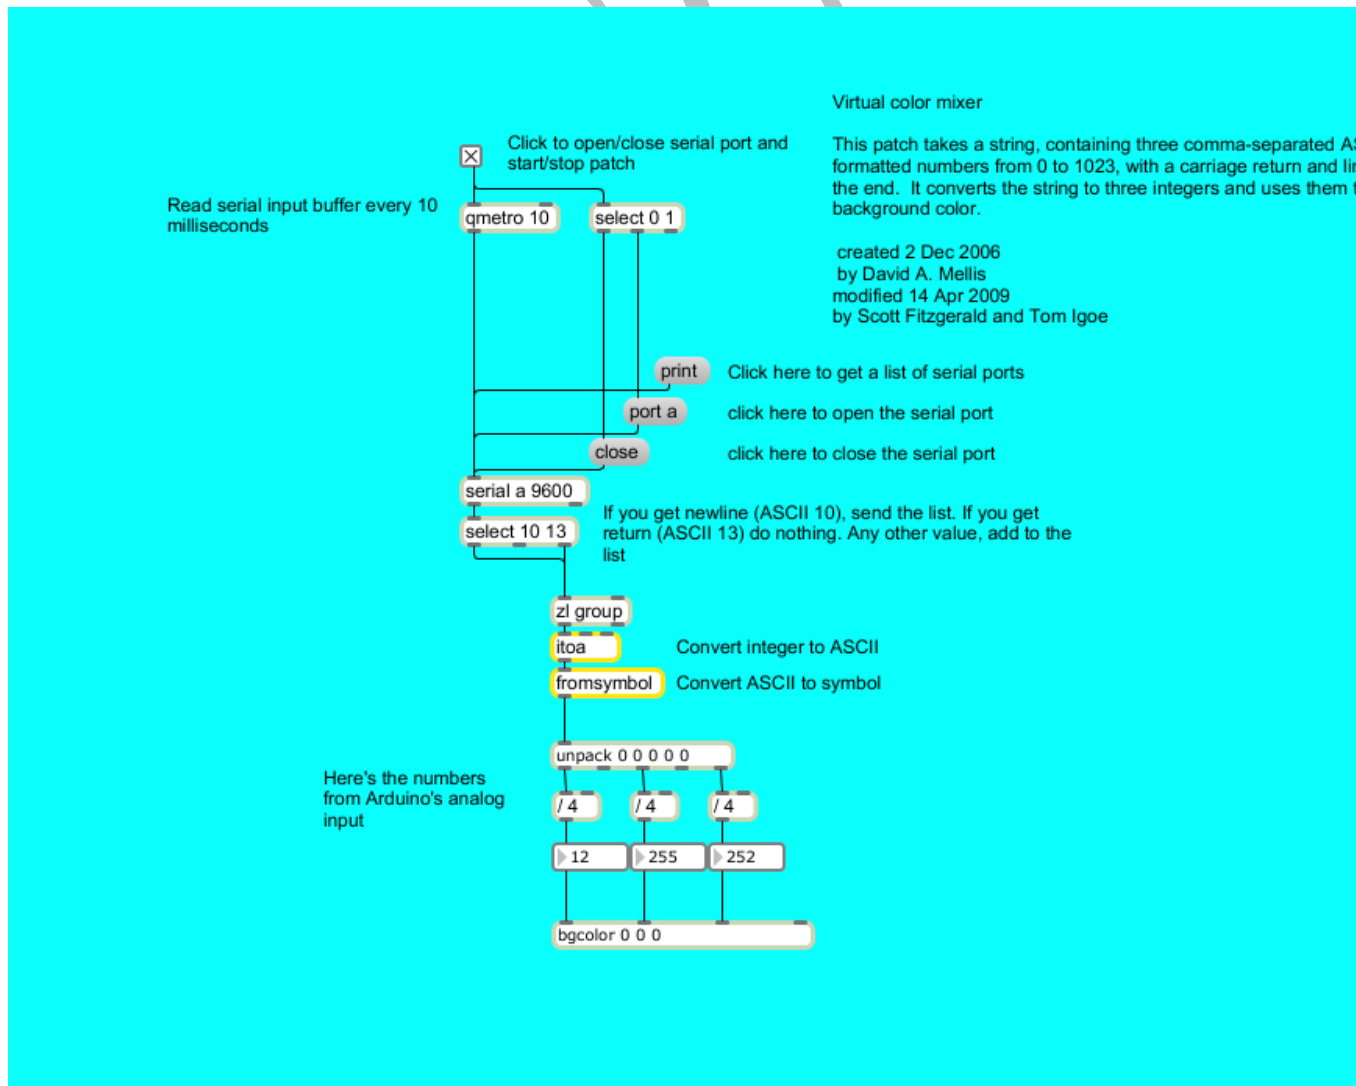 Virtual color mixer
Click to open/close serial port and
start/stop patch
This patch takes a string, containing three comma-separated
formatted numbers from 0 to 1023, with a carriage return and
the end. It converts the string to three integers and uses them
background color.
Read serial input buffer every 10
milliseconds
qmetro 10
select 0 1
created 2 Dec 2006
by David A. Mellis
modified 14 Apr 2009
by Scott Fitzgerald and Tom Igoe
print
Click here to get a list of serial ports
port a
click here to open the serial port
close
click here to close the serial port
serial a 9600
select 10 13
If you get newline (ASCII 10), send the list. If you get
return (ASCII 13) do nothing. Any other value, add to the
list
zl group
itoa
Convert integer to ASCII
fromsymbol
Convert ASCII to symbol
unpack 0 0 0 0 0
Here's the numbers
from Arduino's analog
input
/ 4
/ 4
/ 4
12
255
252
bgcolor 0 0 0